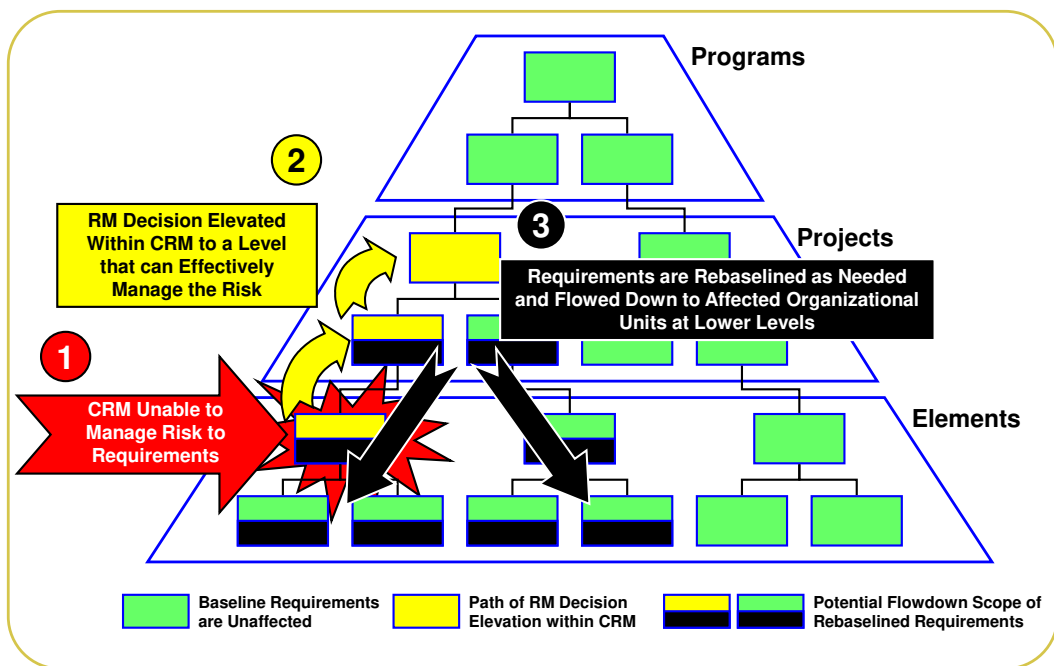 Programs
2
RM Decision Elevated
Within CRM to a Level
that can Effectively
Manage the Risk
3
Projects
Requirements are Rebaselined as Needed
and Flowed Down to Affected Organizational
Units at Lower Levels
1
CRM Unable to
Manage Risk to
Requirements
Elements
Baseline Requirements
are Unaffected
Path of RM Decision
Elevation within CRM
Potential Flowdown Scope of
Rebaselined Requirements